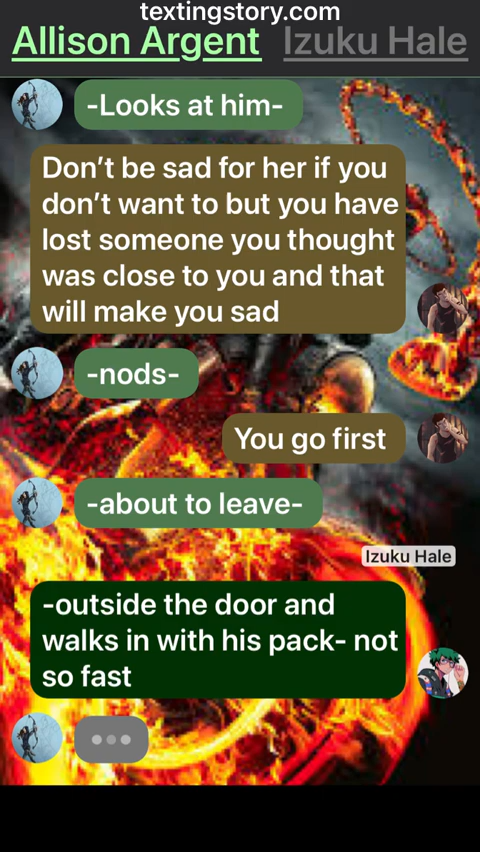 textingstory.com
Allison Argent Izuku Hale
-Looks at him-
Don’t be sad for her if you
don’t want to but you have
lost someone you thought
was close to you and that
will make you sad
-nods-
You go first
-about to leave-
Izuku Hale
-outside the door and
walks in with his pack- not
so fast